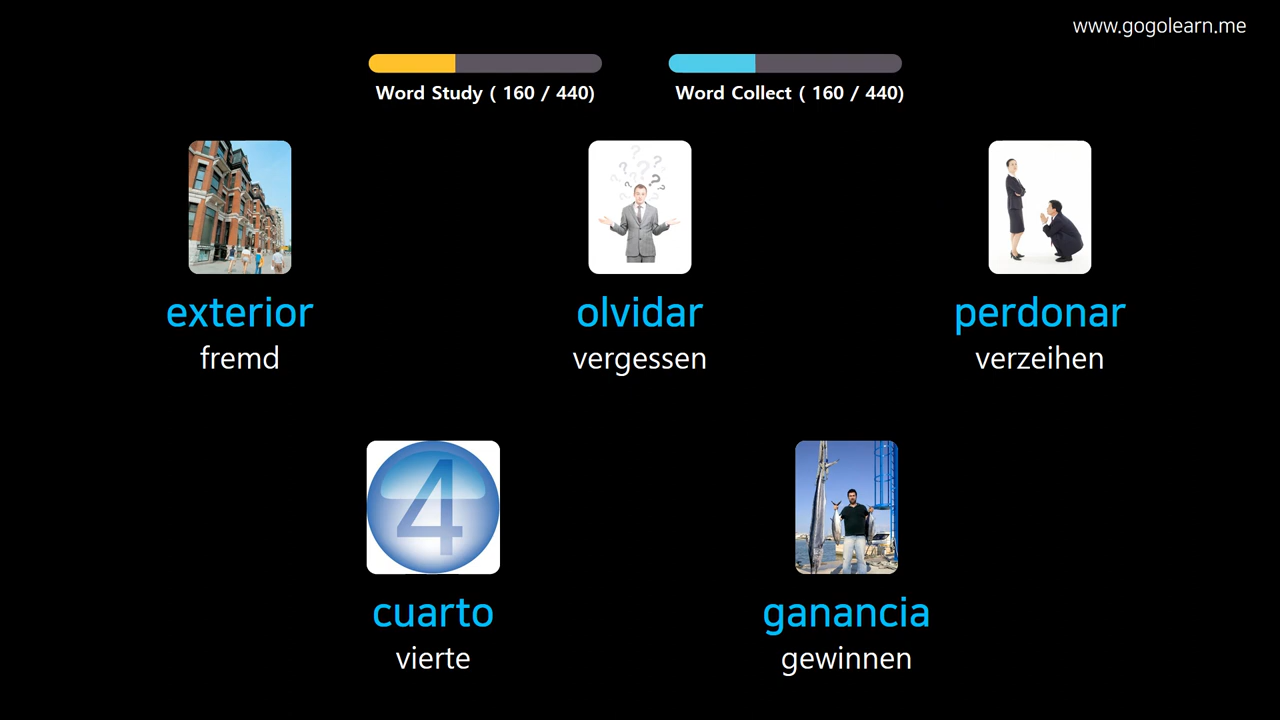 www.gogolearn.me
Word Study ( 160 / 440)
Word Collect ( 160 / 440)
exterior
fremd
olvidar
vergessen
perdonar
verzeihen
4
cuarto
vierte
ganancia
gewinnen